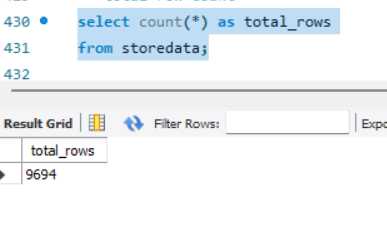 430 select count(*) as total_rows
431 from storedata;
432
Result Grid Filter Rows:
total_rows
9694